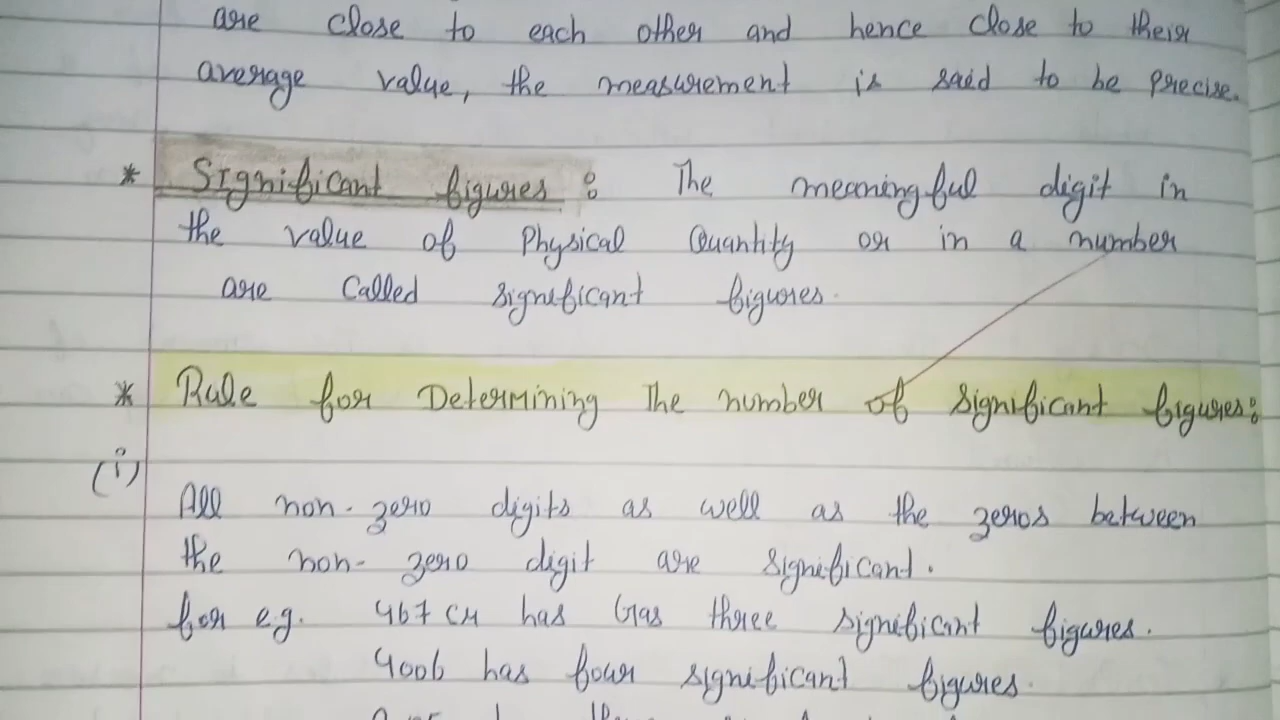 are close to each other and hence close to their
average value, the measurement is said to be precise.
* Significant figures : The meaningful digit in
the value of Physical Quantity or in a number
are called significant figures.
* Rule for Determining The number of significant figures:
(i)
All non-zero digits as well as the zeros between
the non-zero digit are significant.
for e.g. 467 cm has three significant figures.
4006 has four significant figures.